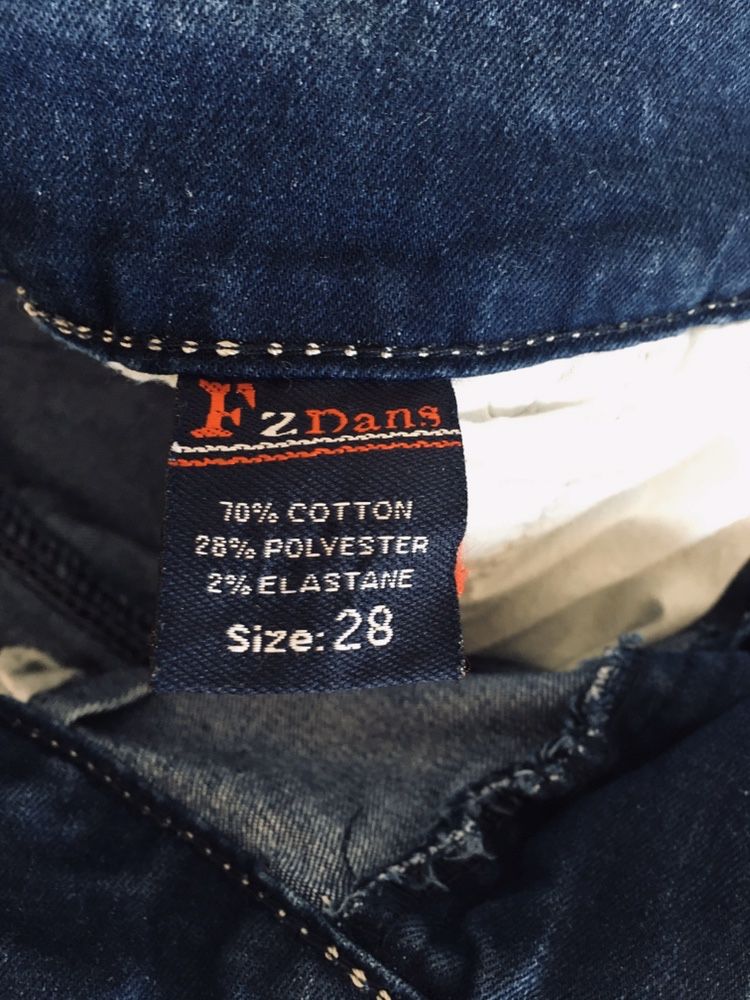 FzDans
70% COTTON
28% POLYESTER
2% ELASTANE
Size: 28